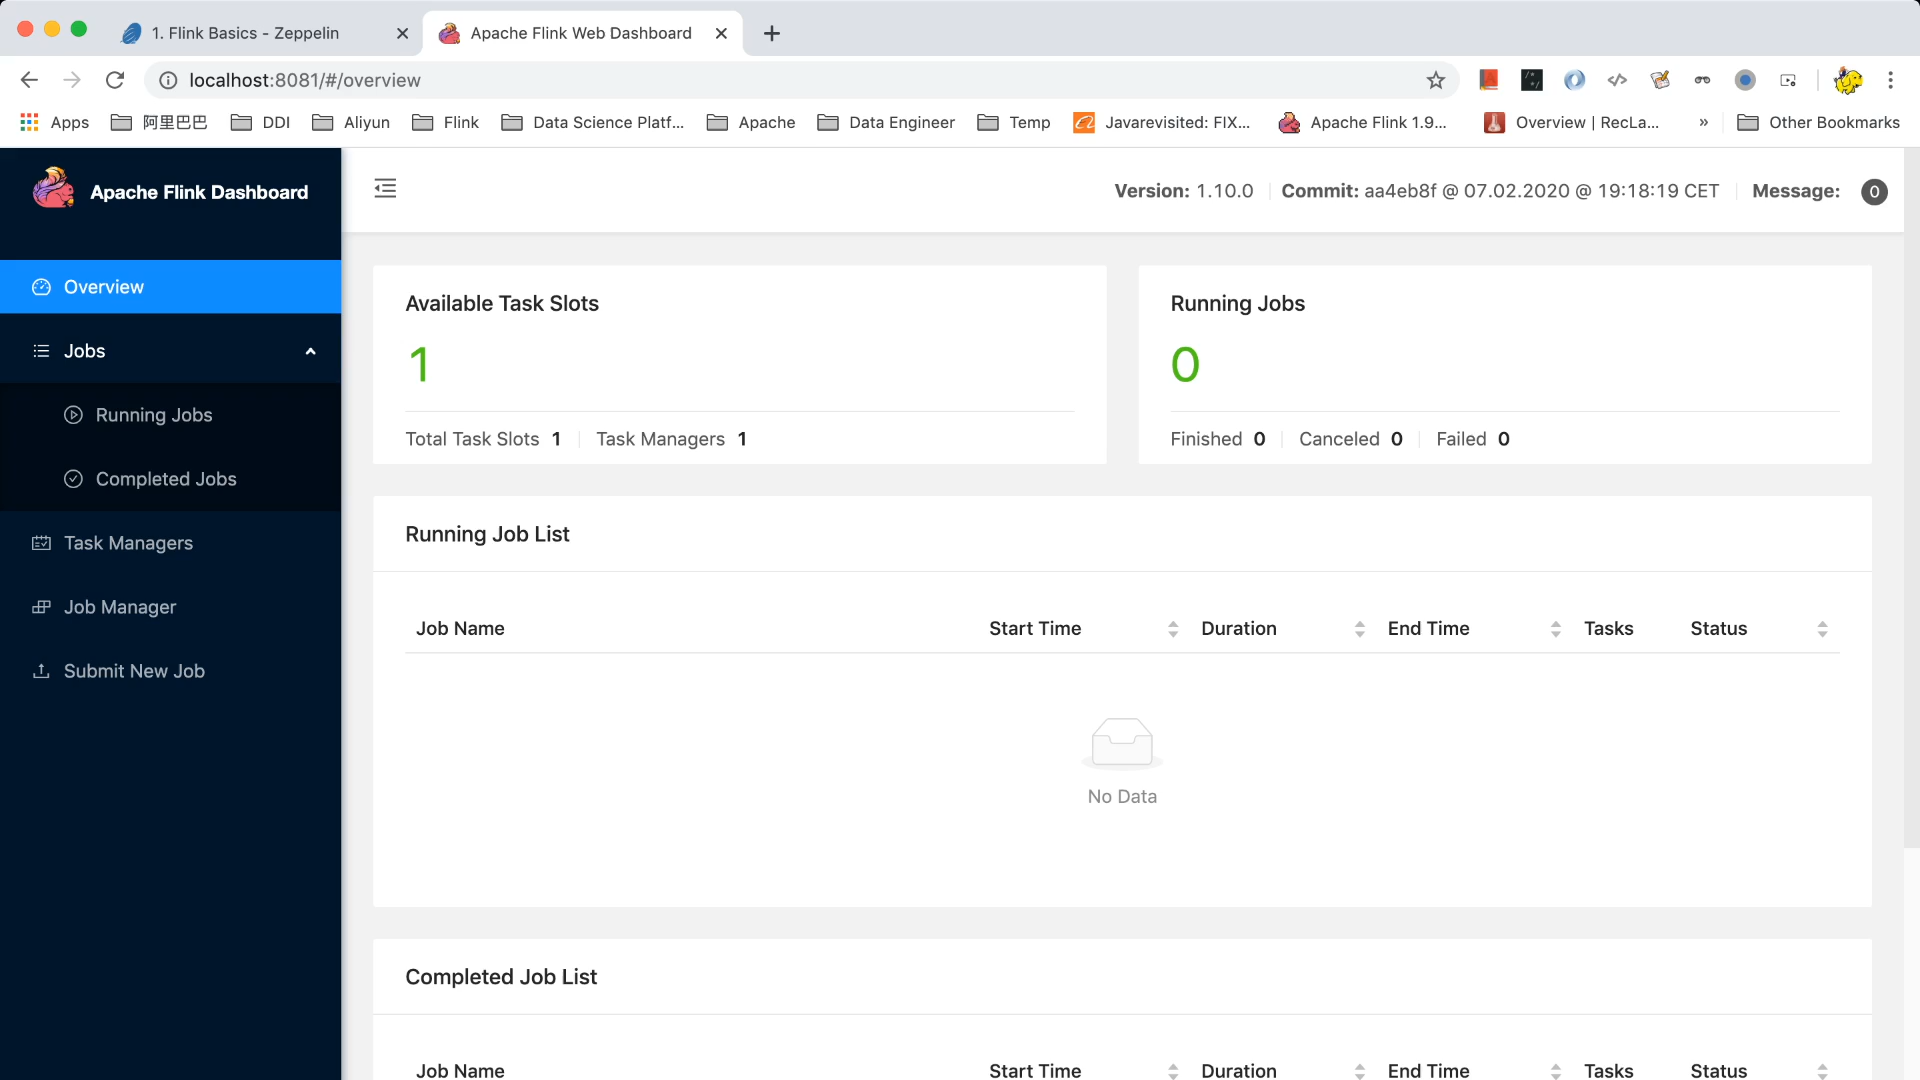 1. Flink Basics - Zeppelin
Apache Flink Web Dashboard
localhost:8081/#/overview
Apps 阿里巴巴 DDI Aliyun Flink Data Science Platf... Apache Data Engineer Temp Javarevisited: FIX... Apache Flink 1.9... Overview | RecLa... » Other Bookmarks
Apache Flink Dashboard
Version: 1.10.0 Commit: aa4eb8f @ 07.02.2020 @ 19:18:19 CET Message: 0
Overview
Jobs
Running Jobs
Completed Jobs
Task Managers
Job Manager
Submit New Job
Available Task Slots
1
Total Task Slots 1 Task Managers 1
Running Jobs
0
Finished 0 Canceled 0 Failed 0
Running Job List
Job Name Start Time Duration End Time Tasks Status
No Data
Completed Job List
Job Name Start Time Duration End Time Tasks Status